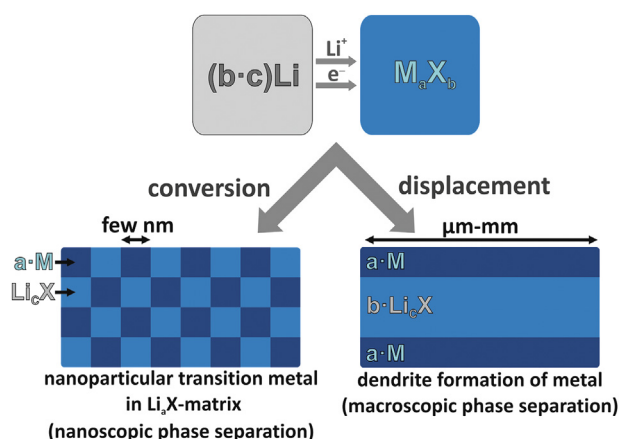 (b·c)Li
Li⁺
e⁻
MₐX_b
conversion
displacement
few nm
µm-mm
a·M
Li_cX
a·M
b·Li_cX
a·M
nanoparticular transition metal
in LiₐX-matrix
(nanoscopic phase separation)
dendrite formation of metal
(macroscopic phase separation)